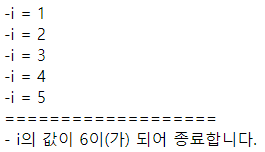 -i = 1
-i = 2
-i = 3
-i = 4
-i = 5
===================
- i의 값이 6이(가) 되어 종료합니다.